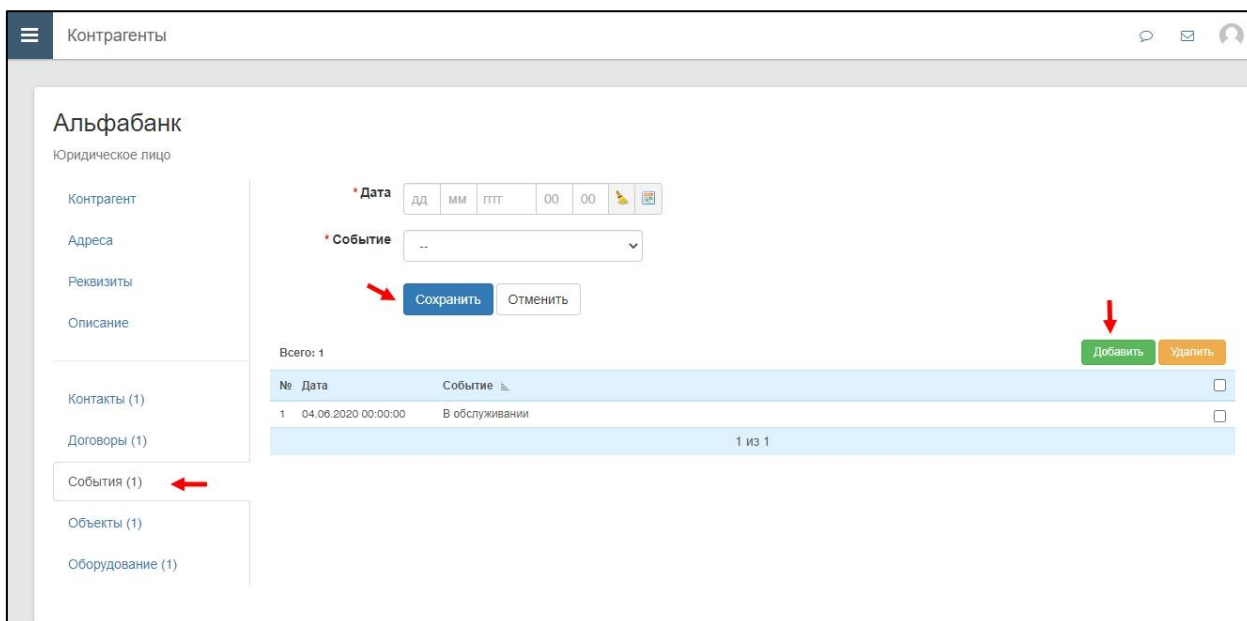 Контрагенты
Альфабанк
Юридическое лицо
Контрагент
Адреса
Реквизиты
Описание
Контакты (1)
Договоры (1)
События (1)
Объекты (1)
Оборудование (1)
* Дата дд мм гггг 00 00
* Событие --
Сохранить Отменить
Всего: 1 Добавить Удалить
№ Дата Событие
1 04.06.2020 00:00:00 В обслуживании
1 из 1